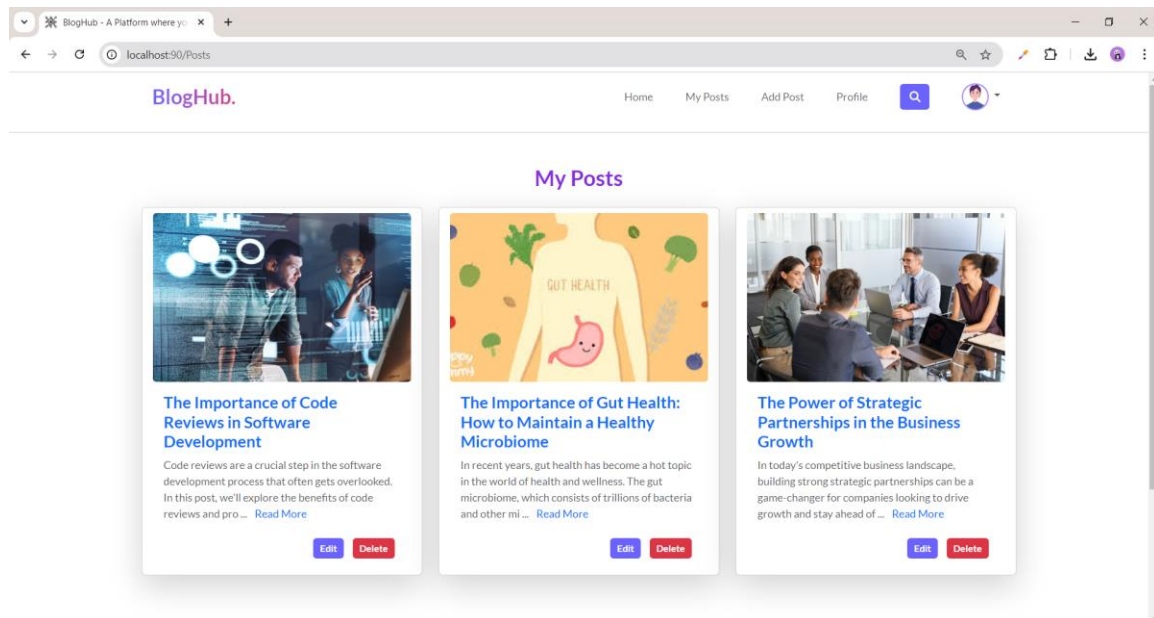 BlogHub - A Platform where yo
localhost:90/Posts
BlogHub.
Home My Posts Add Post Profile
My Posts
GUT HEALTH
The Importance of Code
Reviews in Software
Development
Code reviews are a crucial step in the software
development process that often gets overlooked.
In this post, we'll explore the benefits of code
reviews and pro ... Read More
Edit Delete
The Importance of Gut Health:
How to Maintain a Healthy
Microbiome
In recent years, gut health has become a hot topic
in the world of health and wellness. The gut
microbiome, which consists of trillions of bacteria
and other mi ... Read More
Edit Delete
The Power of Strategic
Partnerships in the Business
Growth
In today's competitive business landscape,
building strong strategic partnerships can be a
game-changer for companies looking to drive
growth and stay ahead of ... Read More
Edit Delete